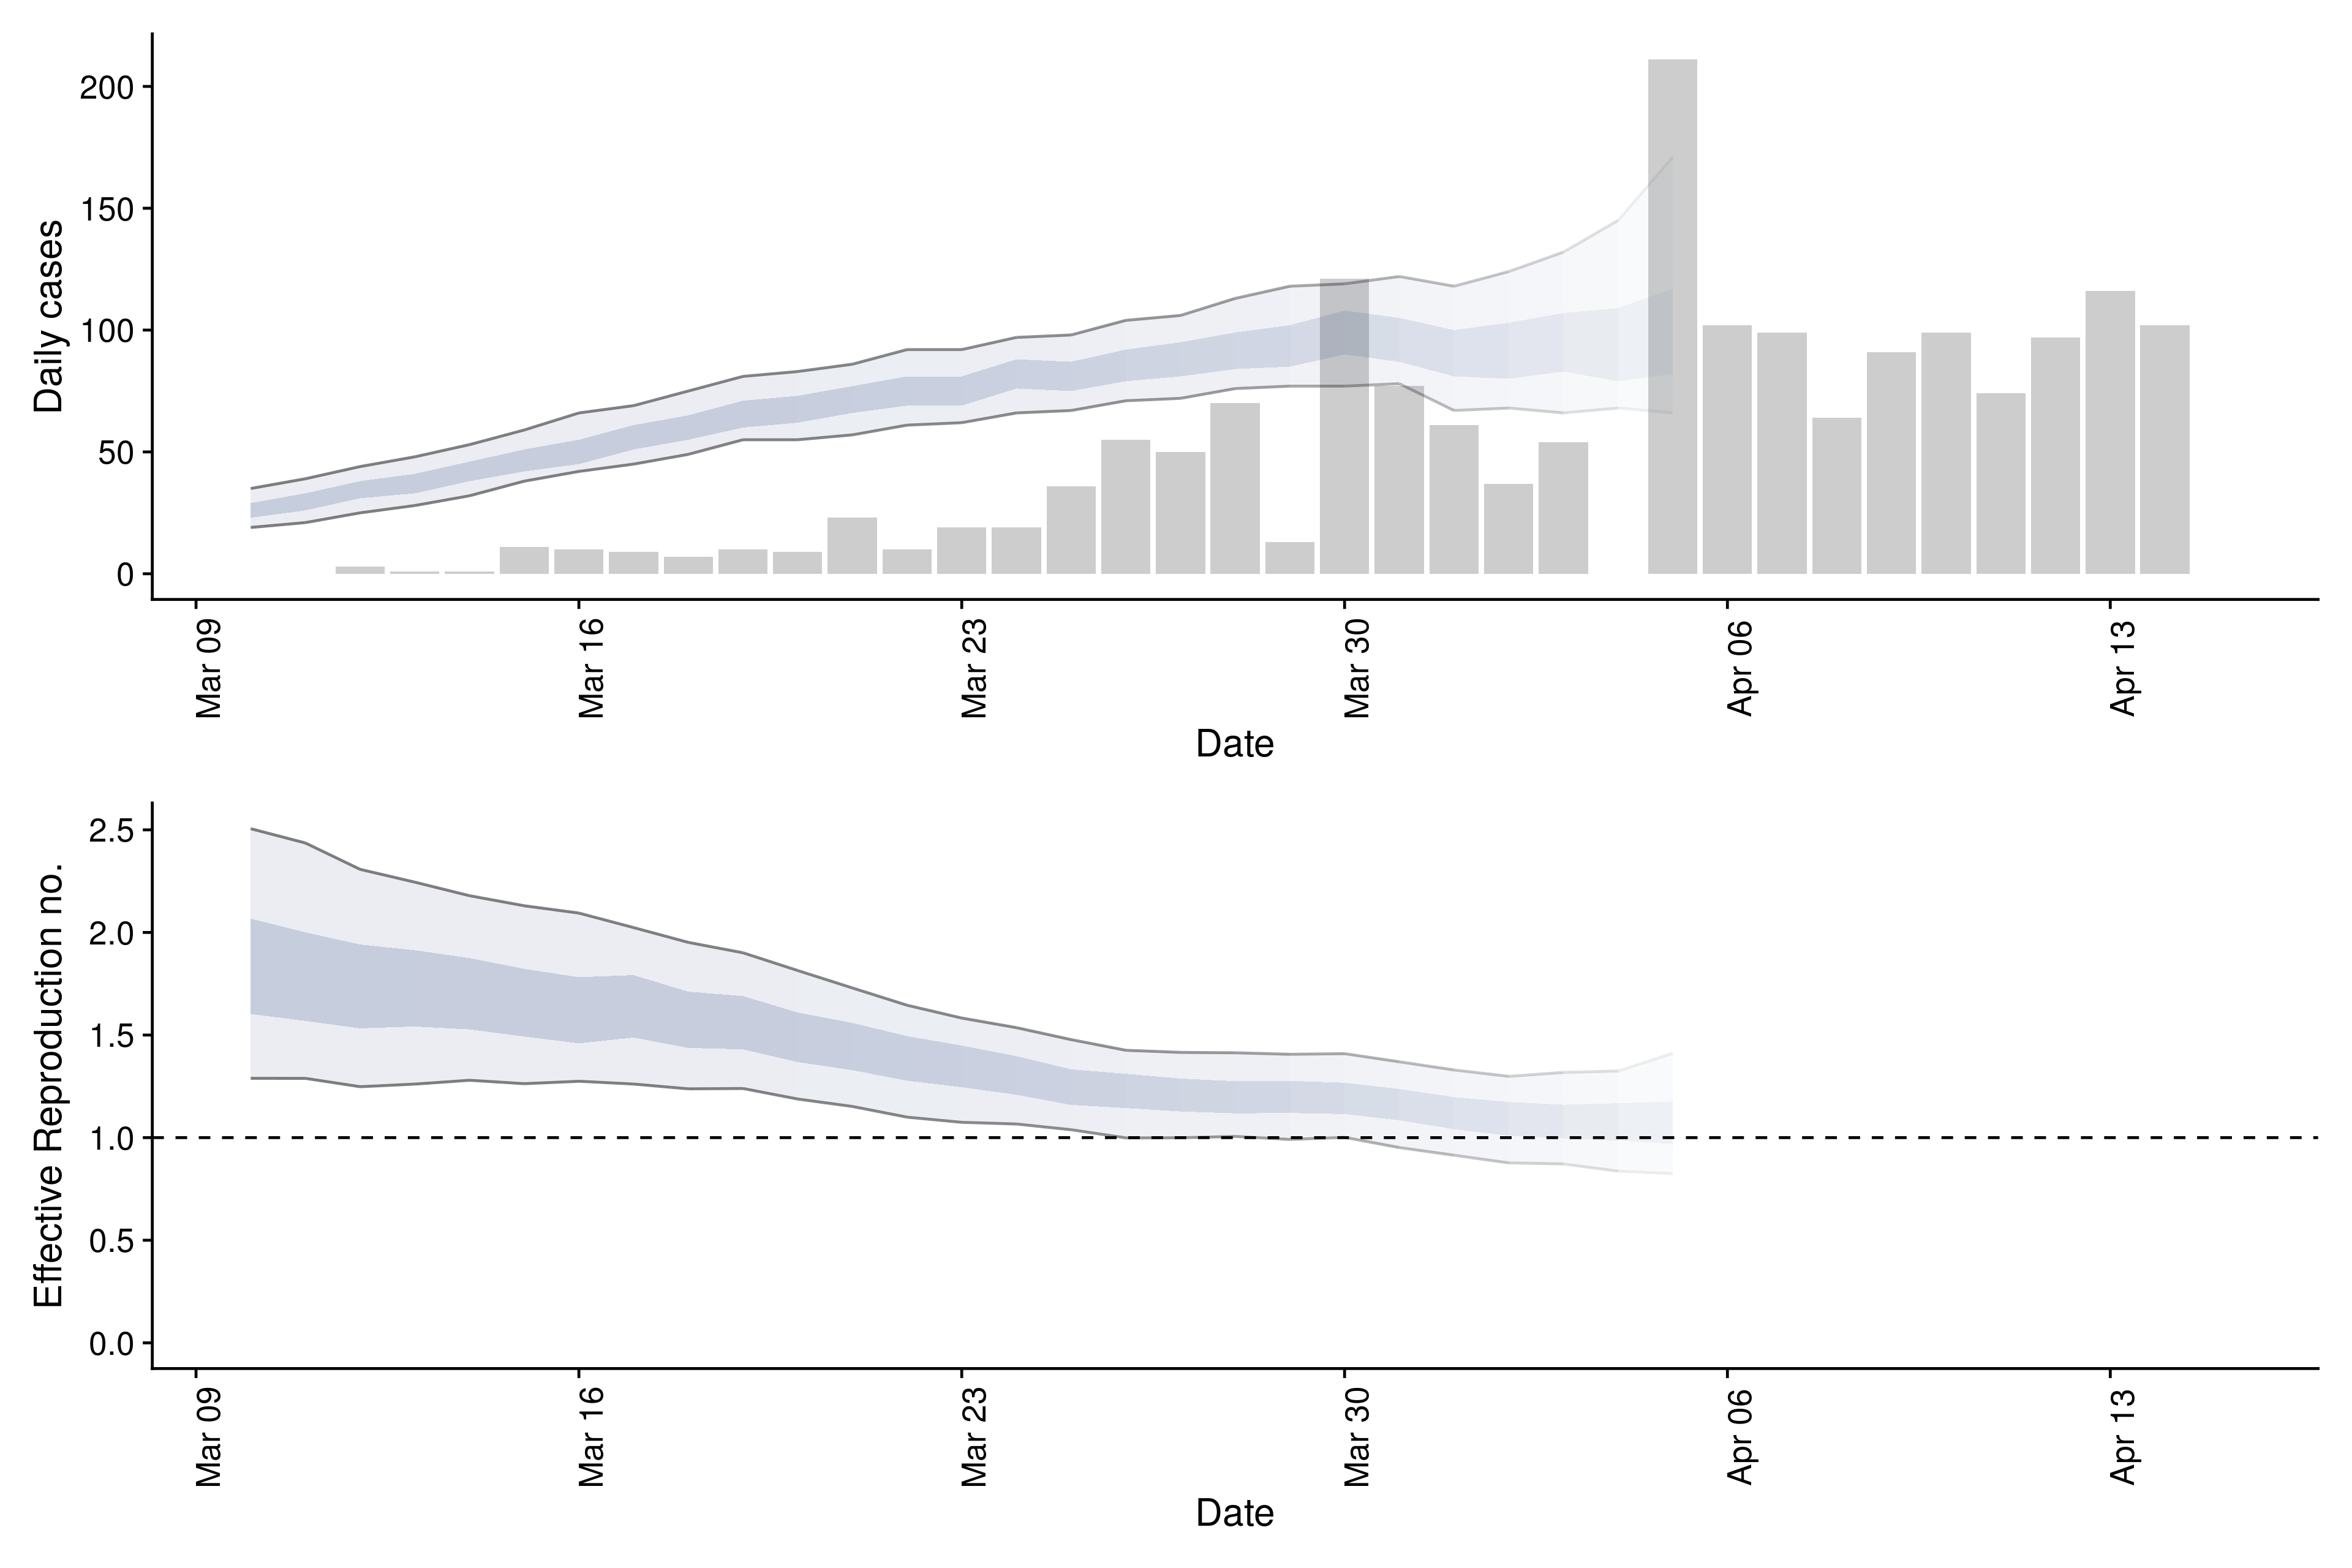 Daily cases
200
150
100
50
0
Mar 09
Mar 16
Mar 23
Mar 30
Apr 06
Apr 13
Date
Effective Reproduction no.
2.5
2.0
1.5
1.0
0.5
0.0
Mar 09
Mar 16
Mar 23
Mar 30
Apr 06
Apr 13
Date